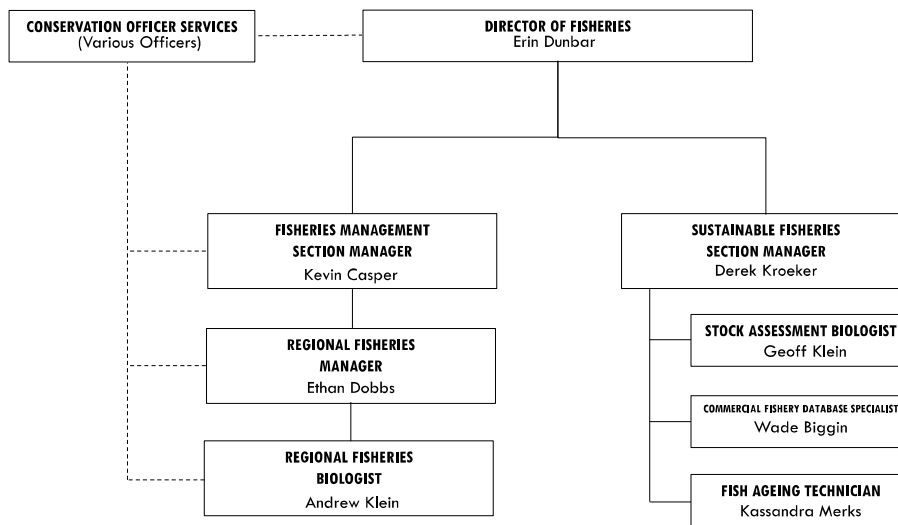 CONSERVATION OFFICER SERVICES
(Various Officers)
DIRECTOR OF FISHERIES
Erin Dunbar
FISHERIES MANAGEMENT
SECTION MANAGER
Kevin Casper
SUSTAINABLE FISHERIES
SECTION MANAGER
Derek Kroeker
REGIONAL FISHERIES
MANAGER
Ethan Dobbs
STOCK ASSESSMENT BIOLOGIST
Geoff Klein
COMMERCIAL FISHERY DATABASE SPECIALIST
Wade Biggin
REGIONAL FISHERIES
BIOLOGIST
Andrew Klein
FISH AGEING TECHNICIAN
Kassandra Merks